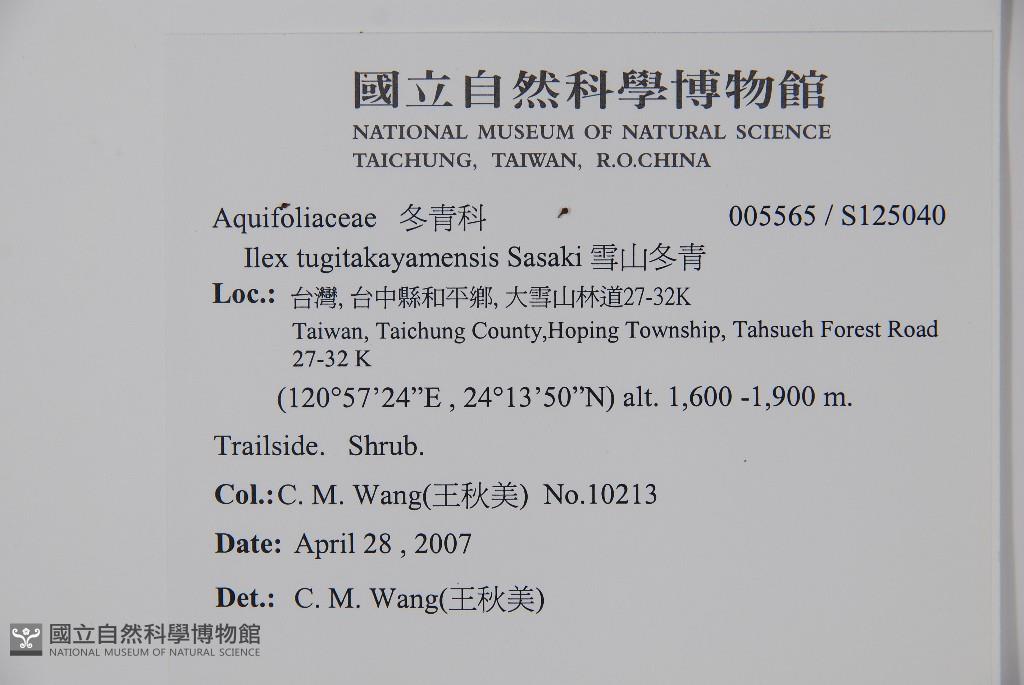 國立自然科學博物館
NATIONAL MUSEUM OF NATURAL SCIENCE
TAICHUNG, TAIWAN, R.O.CHINA
Aquifoliaceae 冬青科 005565 / S125040
Ilex tugitakayamensis Sasaki 雪山冬青
Loc.: 台灣, 台中縣和平鄉, 大雪山林道27-32K
Taiwan, Taichung County,Hoping Township, Tahsueh Forest Road
27-32 K
(120°57’24”E , 24°13’50”N) alt. 1,600 -1,900 m.
Trailside. Shrub.
Col.: C. M. Wang(王秋美) No.10213
Date: April 28 , 2007
Det.: C. M. Wang(王秋美)
國立自然科學博物館
NATIONAL MUSEUM OF NATURAL SCIENCE